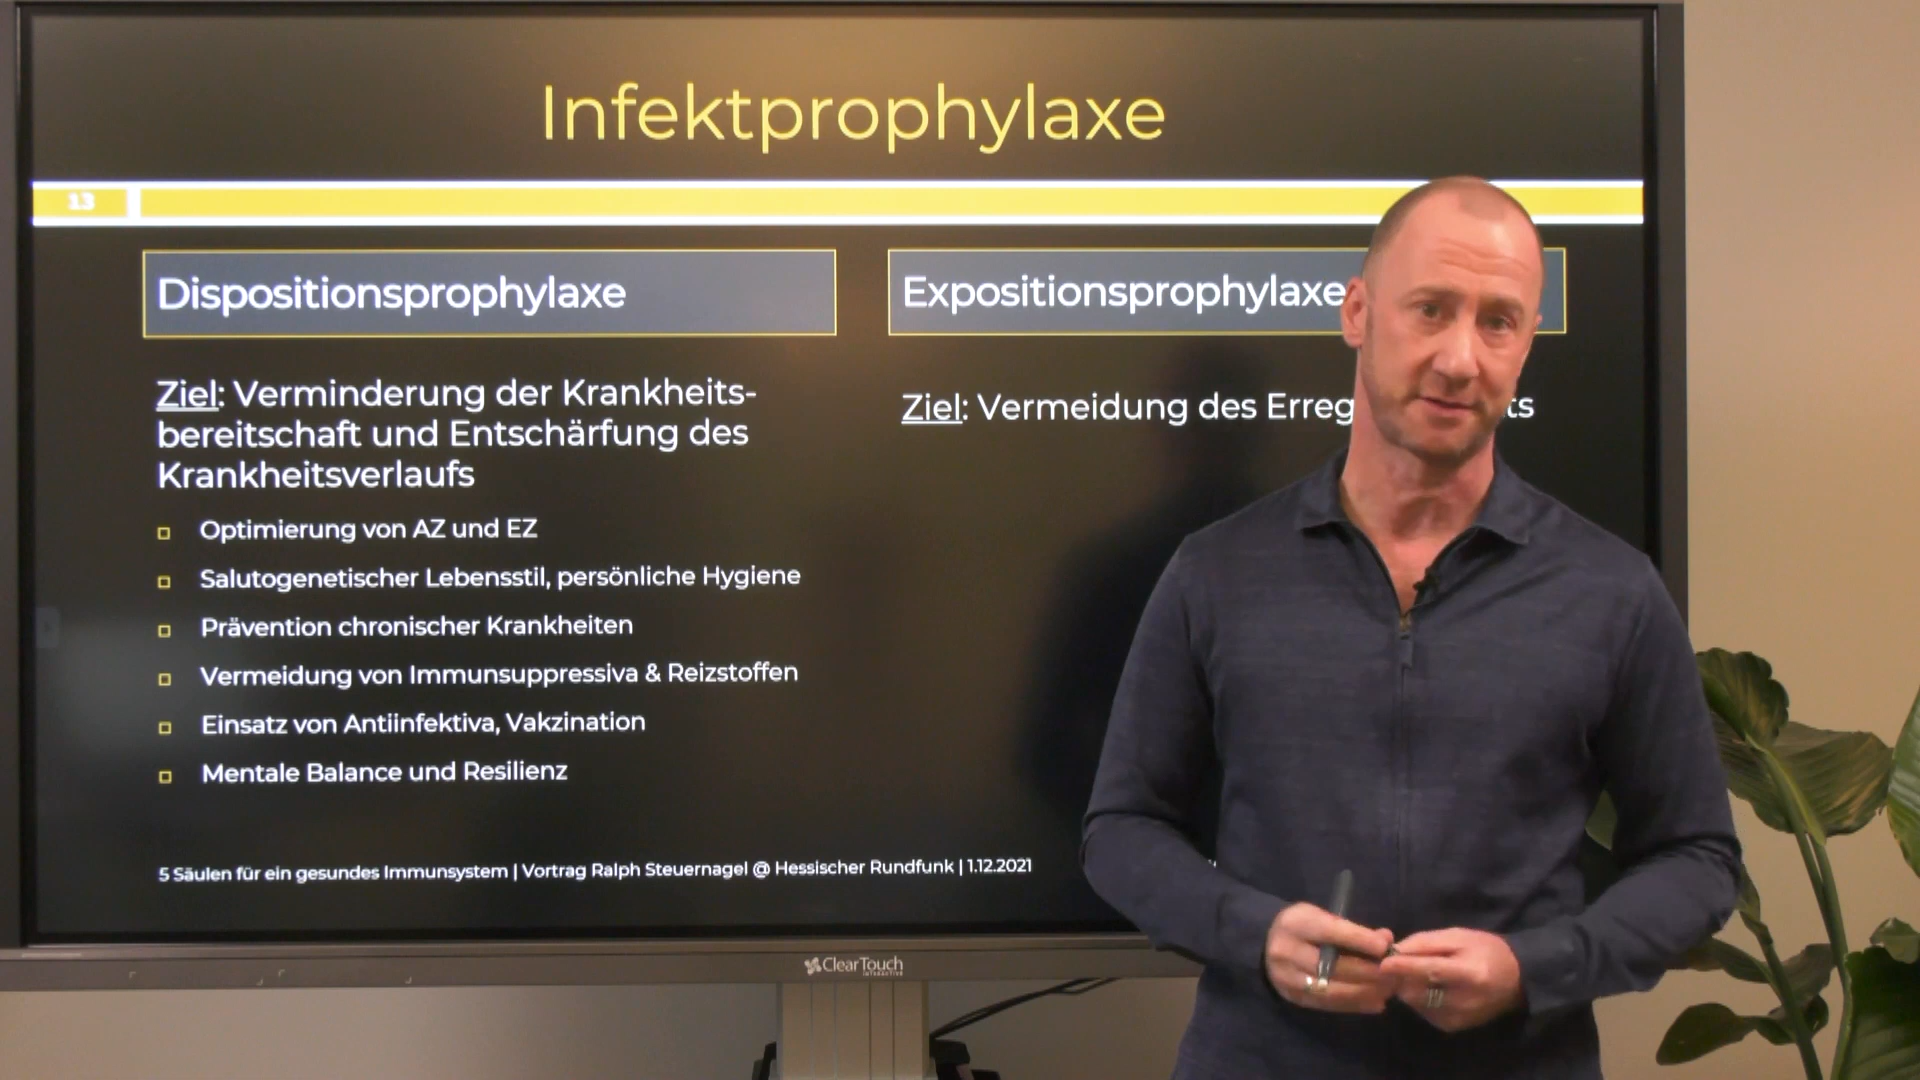 Infektprophylaxe
13
Dispositionsprophylaxe
Ziel: Verminderung der Krankheits-
bereitschaft und Entschärfung des
Krankheitsverlaufs
Optimierung von AZ und EZ
Salutogenetischer Lebensstil, persönliche Hygiene
Prävention chronischer Krankheiten
Vermeidung von Immunsuppressiva & Reizstoffen
Einsatz von Antiinfektiva, Vakzination
Mentale Balance und Resilienz
Expositionsprophylaxe
Ziel: Vermeidung des
5 Säulen für ein gesundes Immunsystem | Vortrag Ralph Steuernagel @ Hessischer Rundfunk | 1.12.2021
ClearTouch
INTERACTIVE